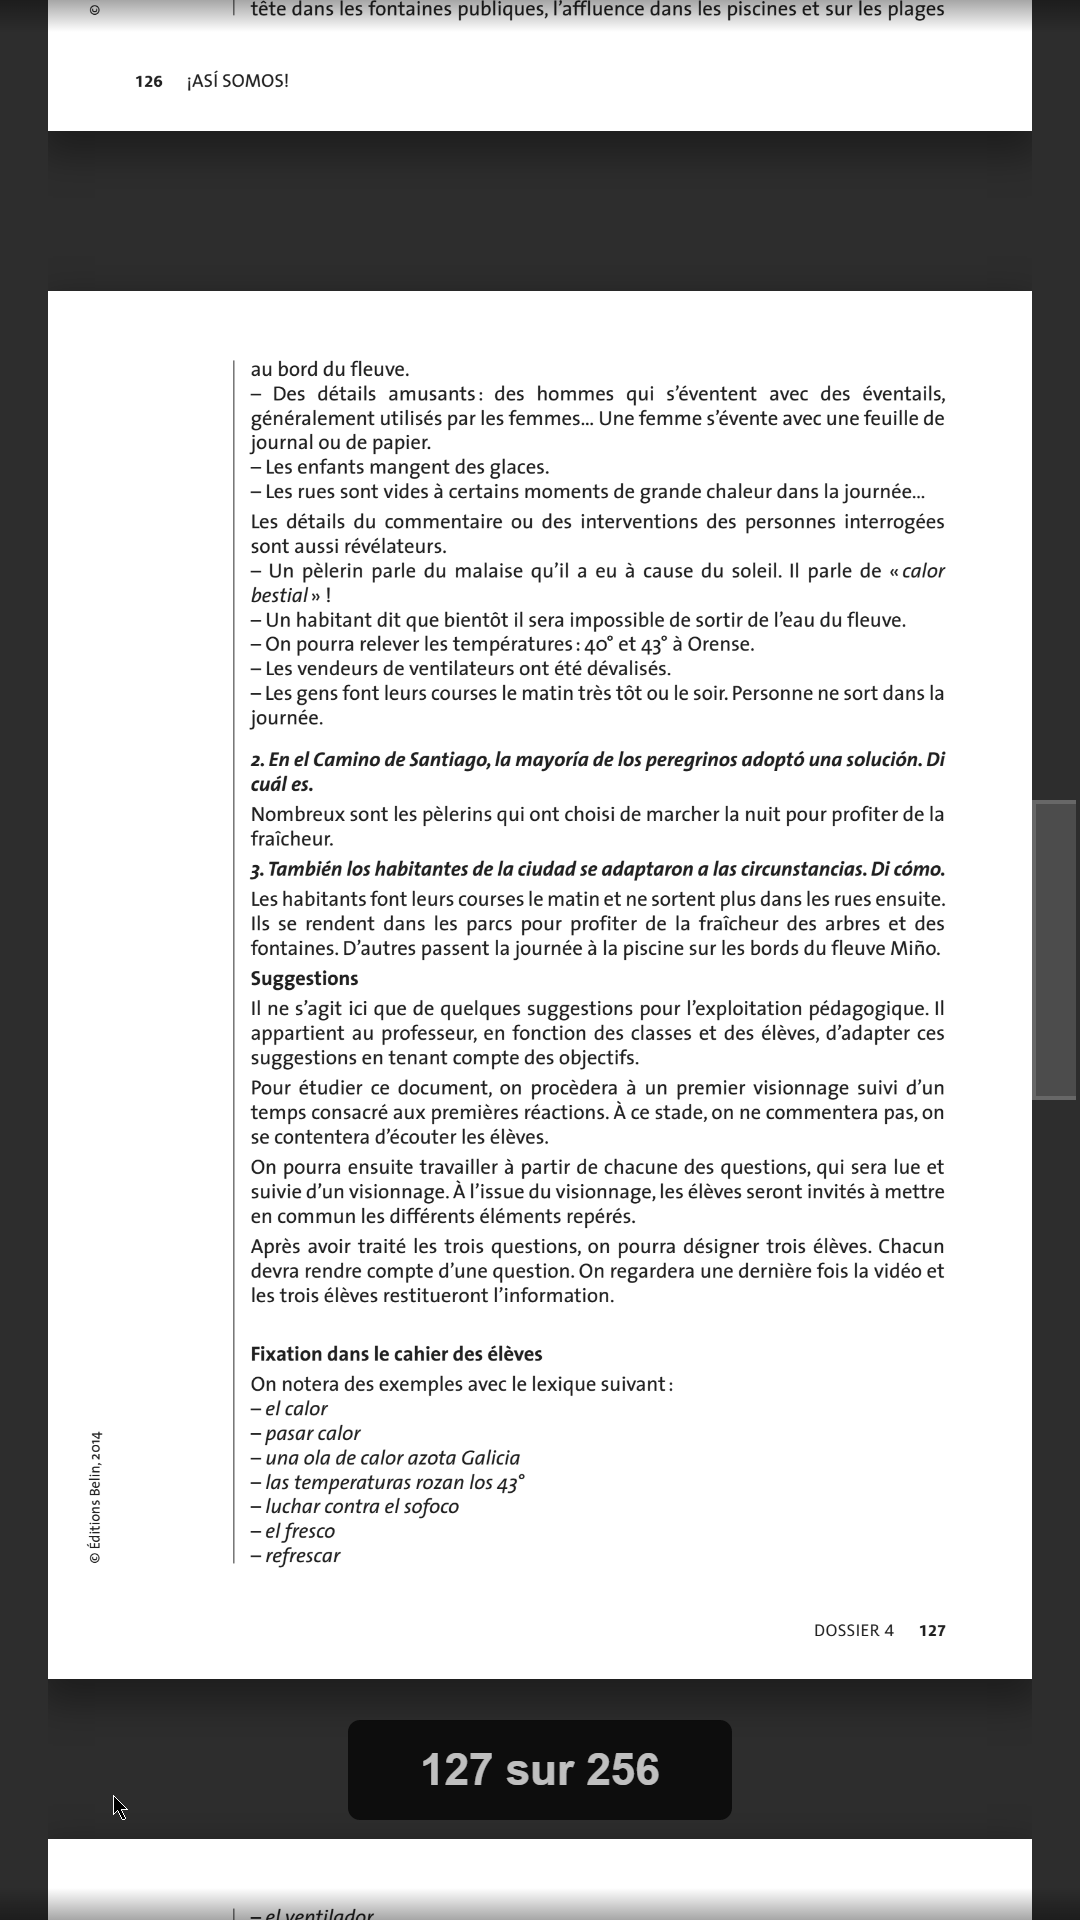 tête dans les fontaines publiques, l'affluence dans les piscines et sur les plages
©
126 ¡ASÍ SOMOS!
au bord du fleuve.
– Des détails amusants : des hommes qui s'éventent avec des éventails,
généralement utilisés par les femmes... Une femme s'évente avec une feuille de
journal ou de papier.
– Les enfants mangent des glaces.
– Les rues sont vides à certains moments de grande chaleur dans la journée...
Les détails du commentaire ou des interventions des personnes interrogées
sont aussi révélateurs.
– Un pèlerin parle du malaise qu'il a eu à cause du soleil. Il parle de « calor
bestial » !
– Un habitant dit que bientôt il sera impossible de sortir de l'eau du fleuve.
– On pourra relever les températures : 40° et 43° à Orense.
– Les vendeurs de ventilateurs ont été dévalisés.
– Les gens font leurs courses le matin très tôt ou le soir. Personne ne sort dans la
journée.
2. En el Camino de Santiago, la mayoría de los peregrinos adoptó una solución. Di
cuál es.
Nombreux sont les pèlerins qui ont choisi de marcher la nuit pour profiter de la
fraîcheur.
3. También los habitantes de la ciudad se adaptaron a las circunstancias. Di cómo.
Les habitants font leurs courses le matin et ne sortent plus dans les rues ensuite.
Ils se rendent dans les parcs pour profiter de la fraîcheur des arbres et des
fontaines. D'autres passent la journée à la piscine sur les bords du fleuve Miño.
Suggestions
Il ne s'agit ici que de quelques suggestions pour l'exploitation pédagogique. Il
appartient au professeur, en fonction des classes et des élèves, d'adapter ces
suggestions en tenant compte des objectifs.
Pour étudier ce document, on procèdera à un premier visionnage suivi d'un
temps consacré aux premières réactions. À ce stade, on ne commentera pas, on
se contentera d'écouter les élèves.
On pourra ensuite travailler à partir de chacune des questions, qui sera lue et
suivie d'un visionnage. À l'issue du visionnage, les élèves seront invités à mettre
en commun les différents éléments repérés.
Après avoir traité les trois questions, on pourra désigner trois élèves. Chacun
devra rendre compte d'une question. On regardera une dernière fois la vidéo et
les trois élèves restitueront l'information.
Fixation dans le cahier des élèves
On notera des exemples avec le lexique suivant :
– el calor
– pasar calor
– una ola de calor azota Galicia
– las temperaturas rozan los 43°
– luchar contra el sofoco
– el fresco
– refrescar
© Éditions Belin, 2014
DOSSIER 4 127
127 sur 256
– el ventilador